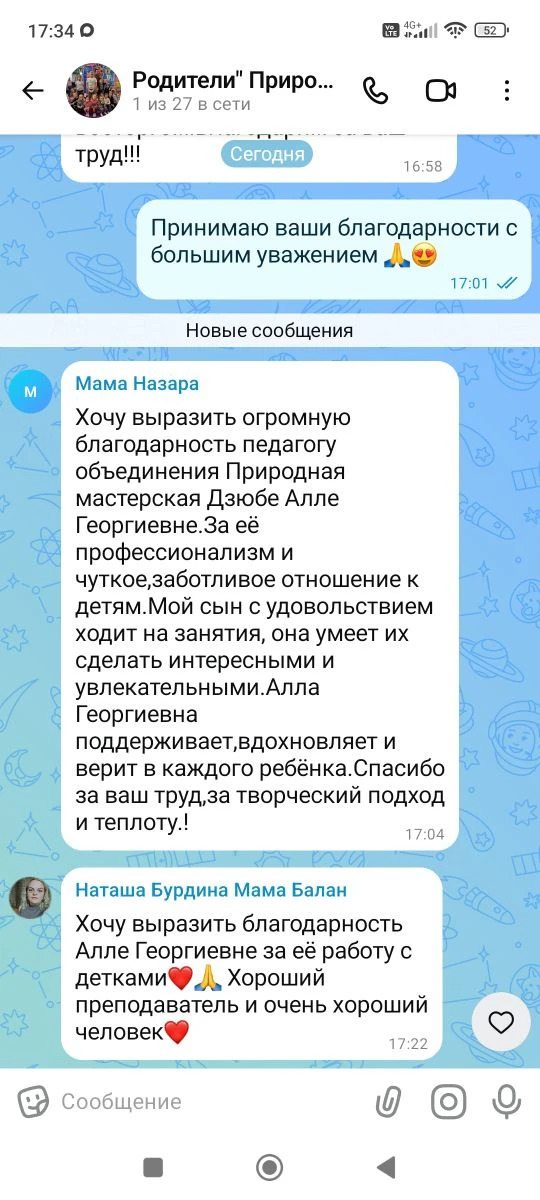 17:34
Vo LTE 4G+ 52
Родители" Приро...
1 из 27 в сети
труд!!!
Сегодня
16:58
Принимаю ваши благодарности с
большим уважением 🙏😍
17:01
Новые сообщения
М
Мама Назара
Хочу выразить огромную
благодарность педагогу
объединения Природная
мастерская Дзюбе Алле
Георгиевне.За её
профессионализм и
чуткое,заботливое отношение к
детям.Мой сын с удовольствием
ходит на занятия, она умеет их
сделать интересными и
увлекательными.Алла
Георгиевна
поддерживает,вдохновляет и
верит в каждого ребёнка.Спасибо
за ваш труд,за творческий подход
и теплоту.!
17:04
Наташа Бурдина Мама Балан
Хочу выразить благодарность
Алле Георгиевне за её работу с
детками❤️🙏 Хороший
преподаватель и очень хороший
человек❤️
17:22
Сообщение